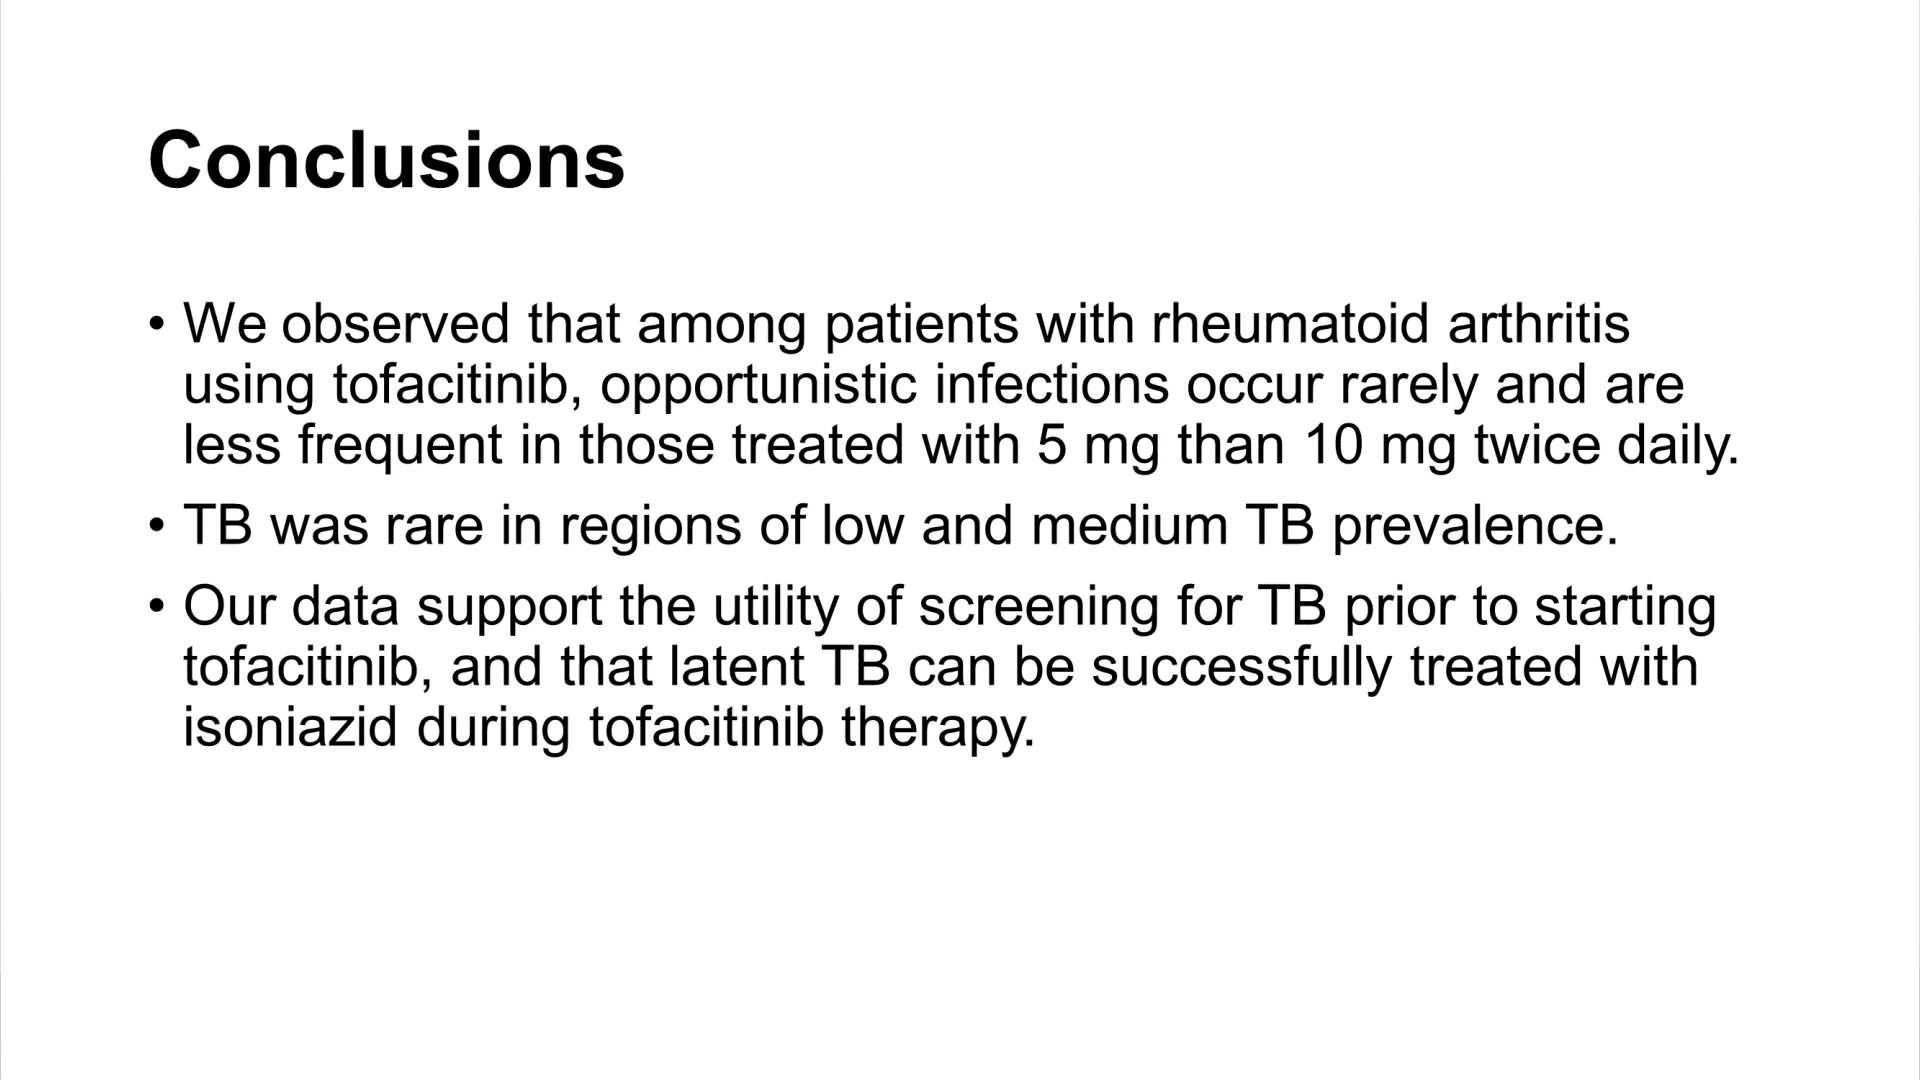 Conclusions
• We observed that among patients with rheumatoid arthritis
using tofacitinib, opportunistic infections occur rarely and are
less frequent in those treated with 5 mg than 10 mg twice daily.
• TB was rare in regions of low and medium TB prevalence.
• Our data support the utility of screening for TB prior to starting
tofacitinib, and that latent TB can be successfully treated with
isoniazid during tofacitinib therapy.